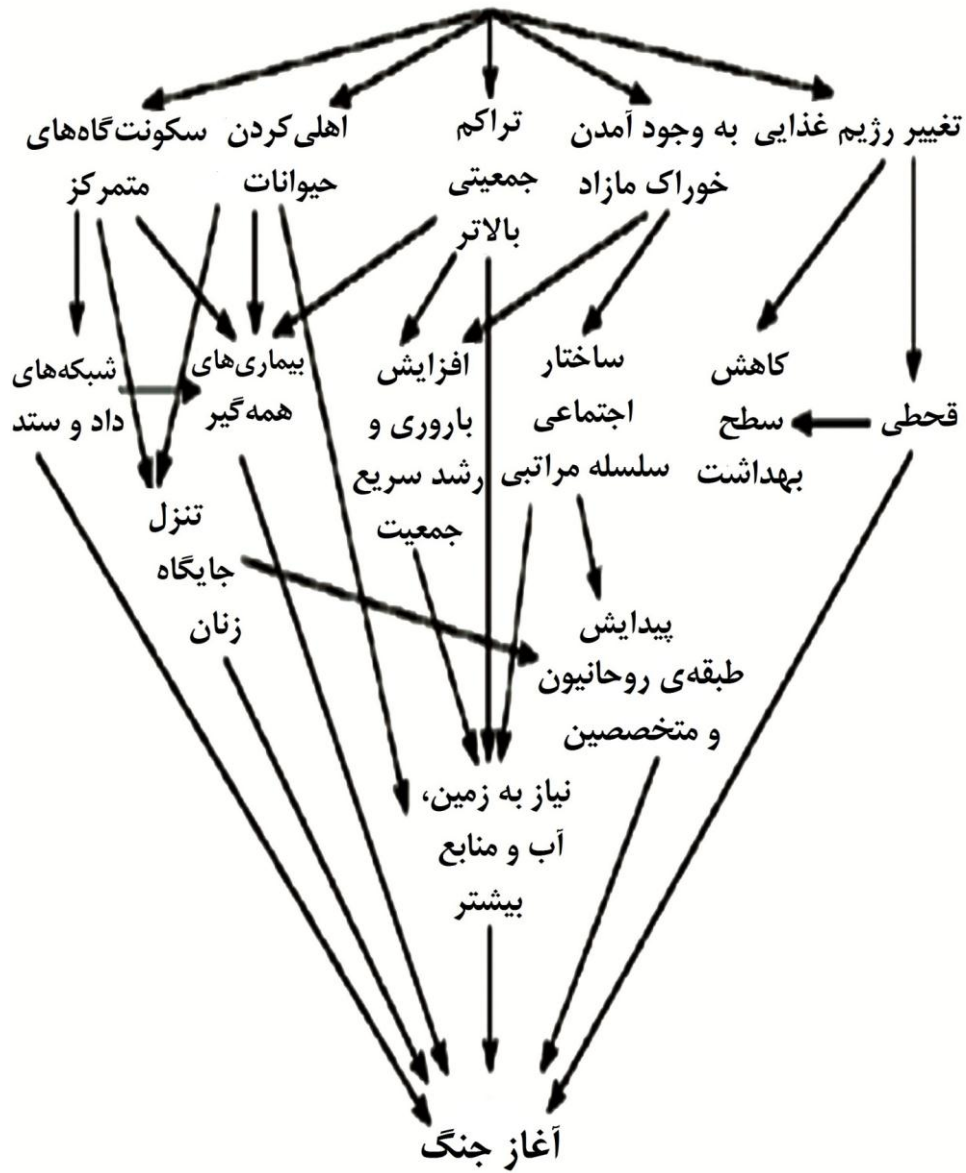 تغییر رژیم غذایی
به وجود آمدن
خوراک مازاد
تراکم
جمعیتی
بالاتر
اهلی‌کردن
حیوانات
سکونت‌گاه‌های
متمرکز
قحطی
کاهش
سطح
بهداشت
ساختار
اجتماعی
سلسله مراتبی
افزایش
باروری و
رشد سریع
جمعیت
بیماری‌های
همه‌گیر
شبکه‌های
داد و ستد
تنزل
جایگاه
زنان
پیدایش
طبقه‌ی روحانیون
و متخصصین
نیاز به زمین،
آب و منابع
بیشتر
آغاز جنگ